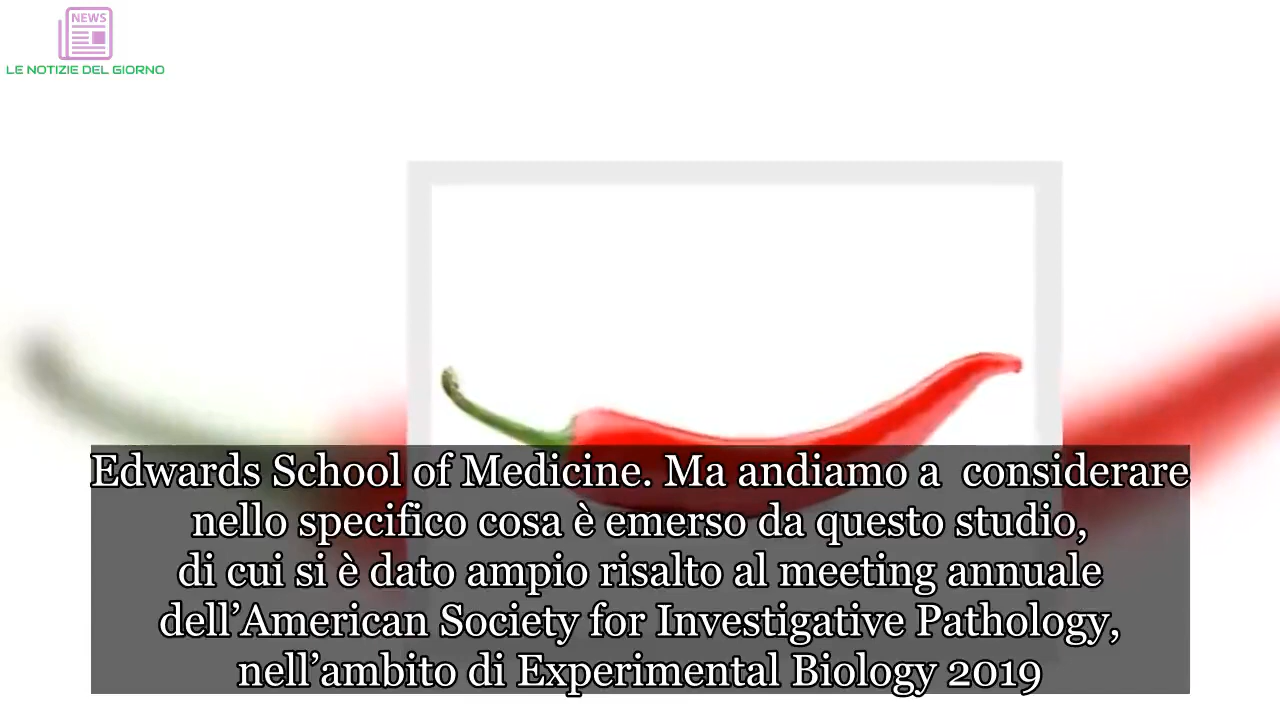 NEWS
LE NOTIZIE DEL GIORNO
Edwards School of Medicine. Ma andiamo a  considerare
nello specifico cosa è emerso da questo studio,
di cui si è dato ampio risalto al meeting annuale
dell’American Society for Investigative Pathology,
nell’ambito di Experimental Biology 2019